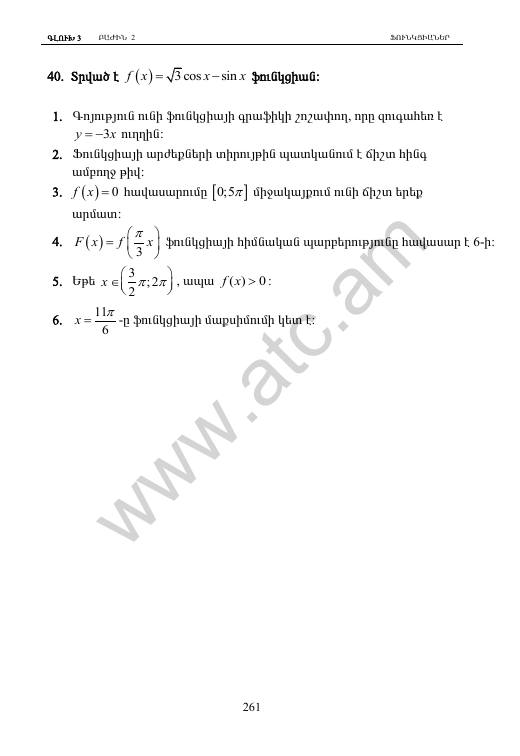 ԳԼՈՒԽ 3 ԲԱԺԻՆ 2 ՖՈՒՆԿՑԻԱՆԵՐ
40. Տրված է f(x) = √3 cos x − sin x ֆունկցիան:
1. Գոյություն ունի ֆունկցիայի գրաֆիկի շոշափող, որը զուգահեռ է
y = −3x ուղղին:
2. Ֆունկցիայի արժեքների տիրույթին պատկանում է ճիշտ հինգ
ամբողջ թիվ:
3. f(x) = 0 հավասարումը [0;5π] միջակայքում ունի ճիշտ երեք
արմատ:
4. F(x) = f(π/3 x) ֆունկցիայի հիմնական պարբերությունը հավասար է 6-ի:
5. Եթե x ∈ (3/2 π; 2π), ապա f(x) > 0:
6. x = 11π/6 -ը ֆունկցիայի մաքսիմումի կետ է:
www.atc.am
261